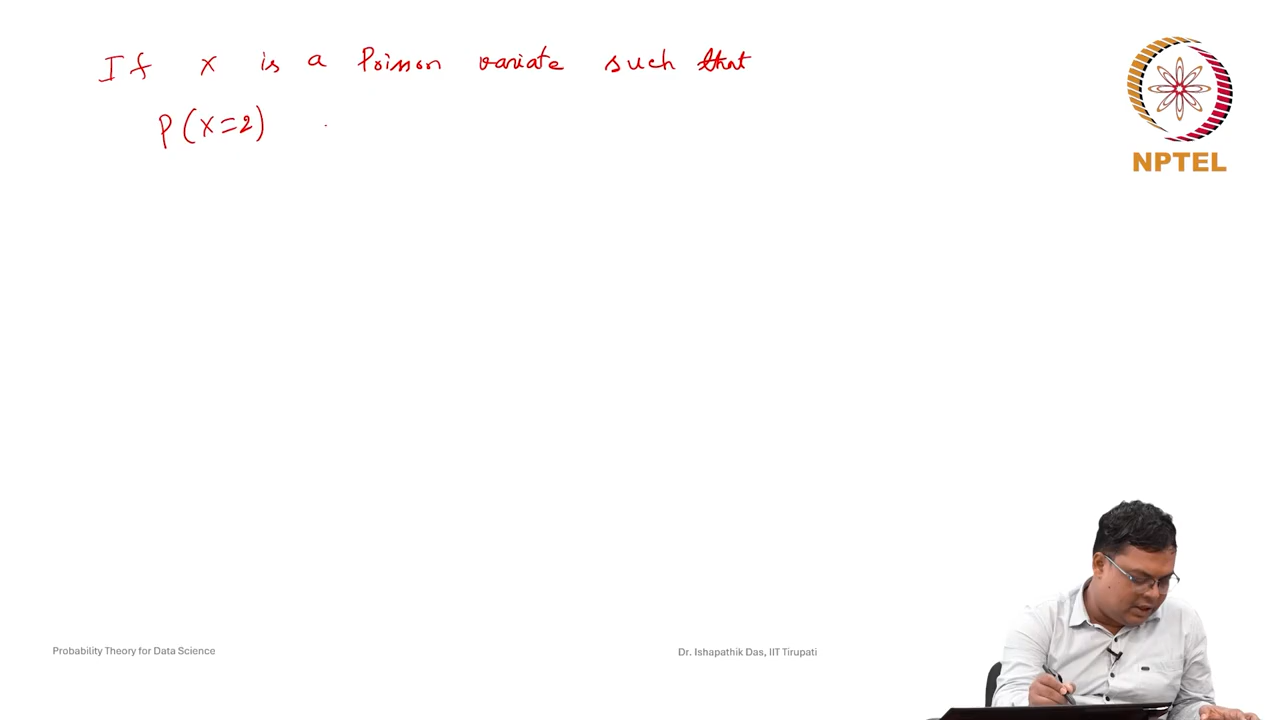 If x is a Poisson variate such that
P(X=2)
NPTEL
Probability Theory for Data Science
Dr. Ishapathik Das, IIT Tirupati